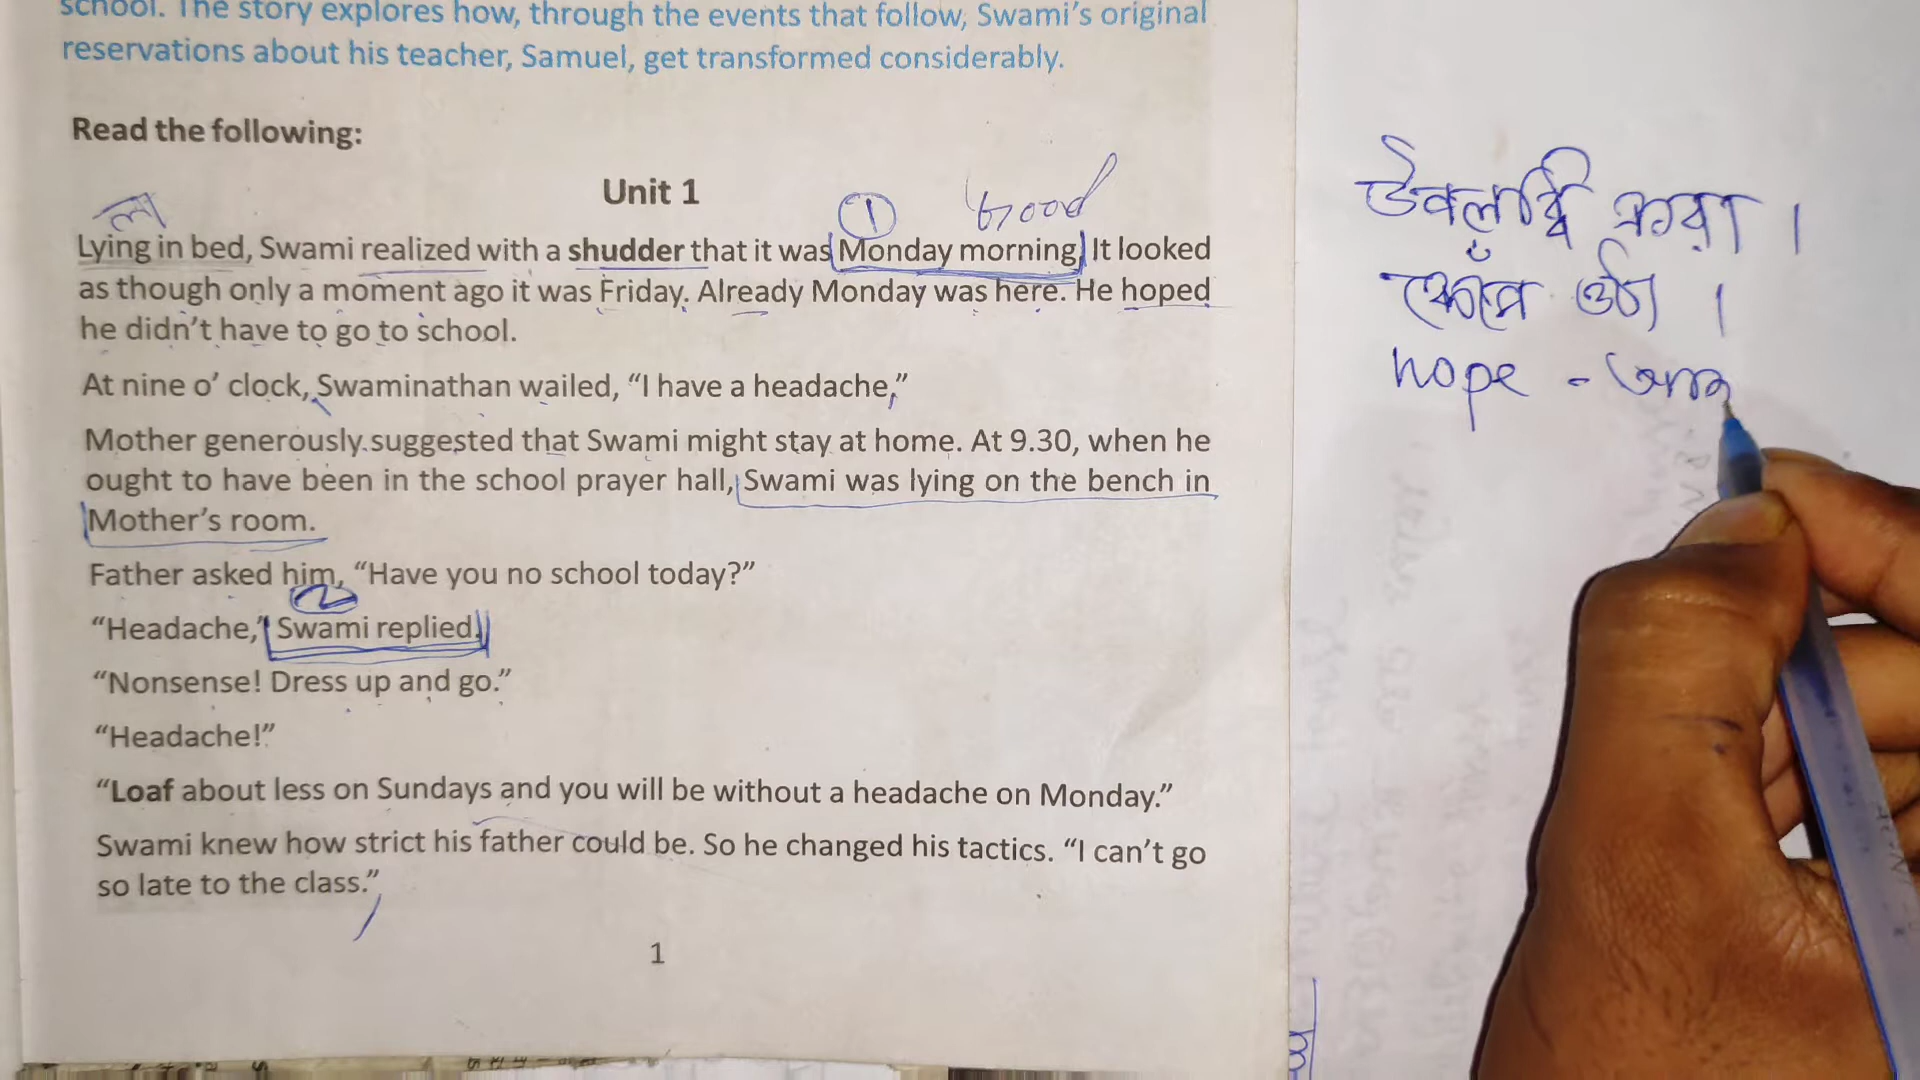 school. The story explores how, through the events that follow, Swami's original
reservations about his teacher, Samuel, get transformed considerably.
Read the following:
Unit 1
1
Good
Lying in bed, Swami realized with a shudder that it was Monday morning. It looked
as though only a moment ago it was Friday. Already Monday was here. He hoped
he didn't have to go to school.
At nine o' clock, Swaminathan wailed, “I have a headache,”
Mother generously suggested that Swami might stay at home. At 9.30, when he
ought to have been in the school prayer hall, Swami was lying on the bench in
Mother's room.
Father asked him, “Have you no school today?”
2
“Headache,” Swami replied.
“Nonsense! Dress up and go.”
“Headache!”
“Loaf about less on Sundays and you will be without a headache on Monday.”
Swami knew how strict his father could be. So he changed his tactics. “I can't go
so late to the class.”
1
করা ।
কেঁপে ওঠা ।
hope - আশা